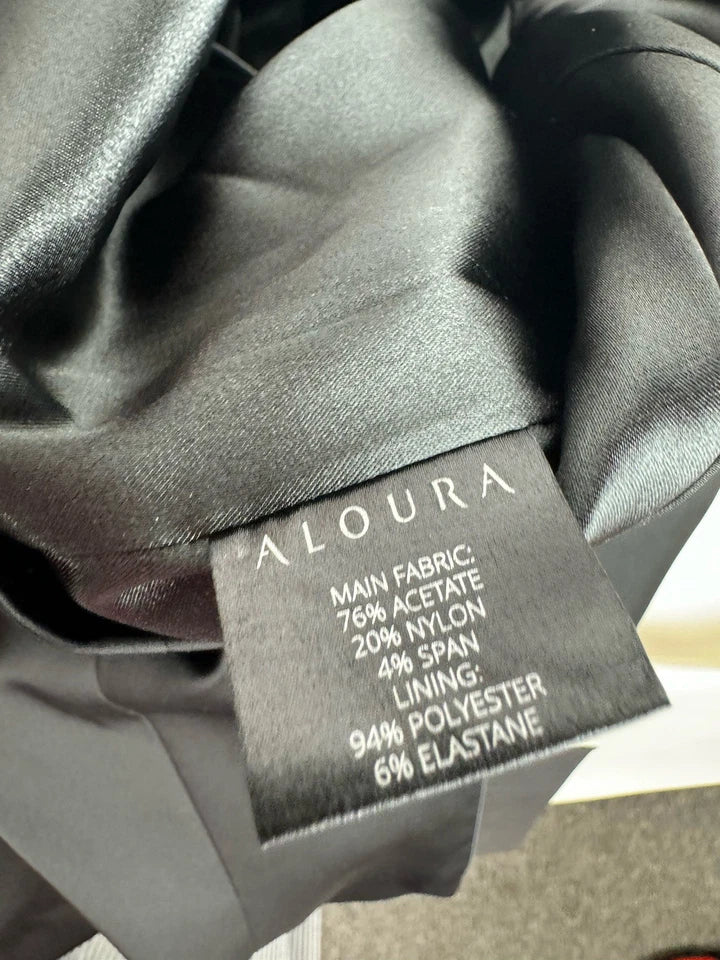 ALOURA
MAIN FABRIC:
76% ACETATE
20% NYLON
4% SPAN
LINING:
94% POLYESTER
6% ELASTANE